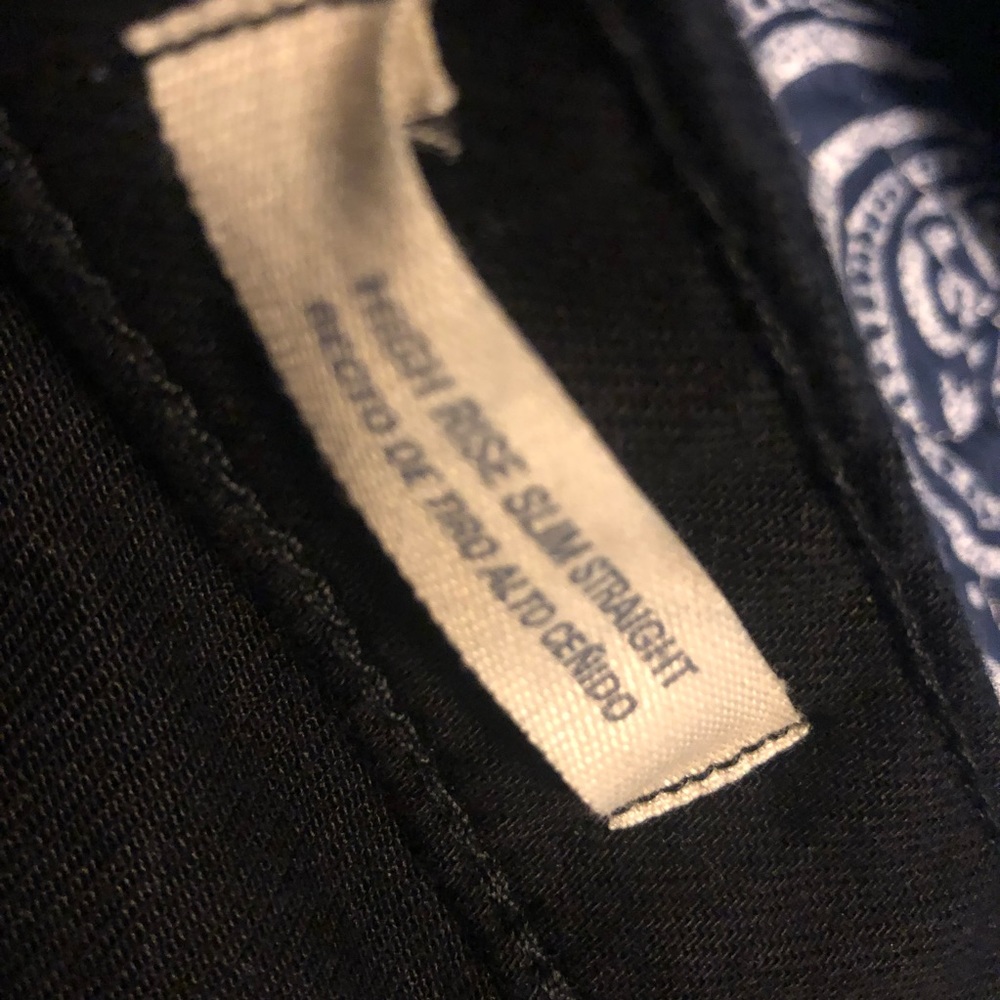 HIGH RISE SLIM STRAIGHT
RECTO DE TIRO ALTO CEÑIDO